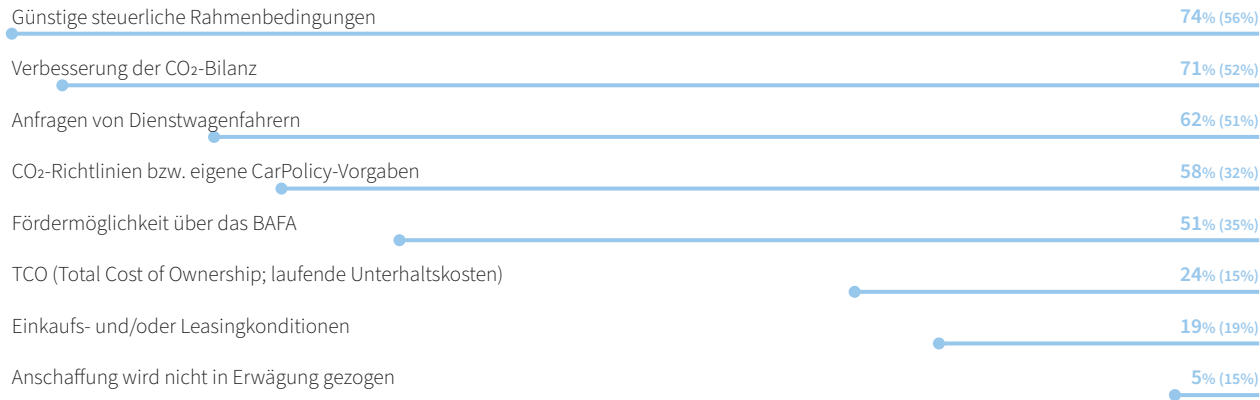 Günstige steuerliche Rahmenbedingungen 74% (56%)
Verbesserung der CO₂-Bilanz 71% (52%)
Anfragen von Dienstwagenfahrern 62% (51%)
CO₂-Richtlinien bzw. eigene CarPolicy-Vorgaben 58% (32%)
Fördermöglichkeit über das BAFA 51% (35%)
TCO (Total Cost of Ownership; laufende Unterhaltskosten) 24% (15%)
Einkaufs- und/oder Leasingkonditionen 19% (19%)
Anschaffung wird nicht in Erwägung gezogen 5% (15%)